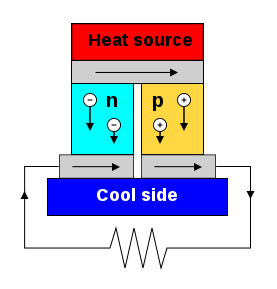 Heat source
n p
− +
− +
Cool side